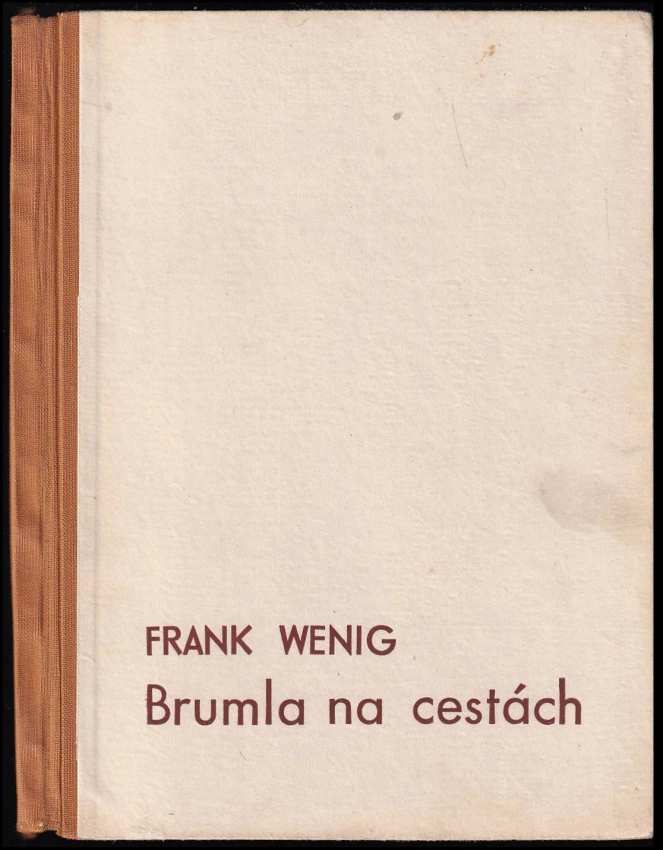 FRANK WENIG
Brumla na cestách